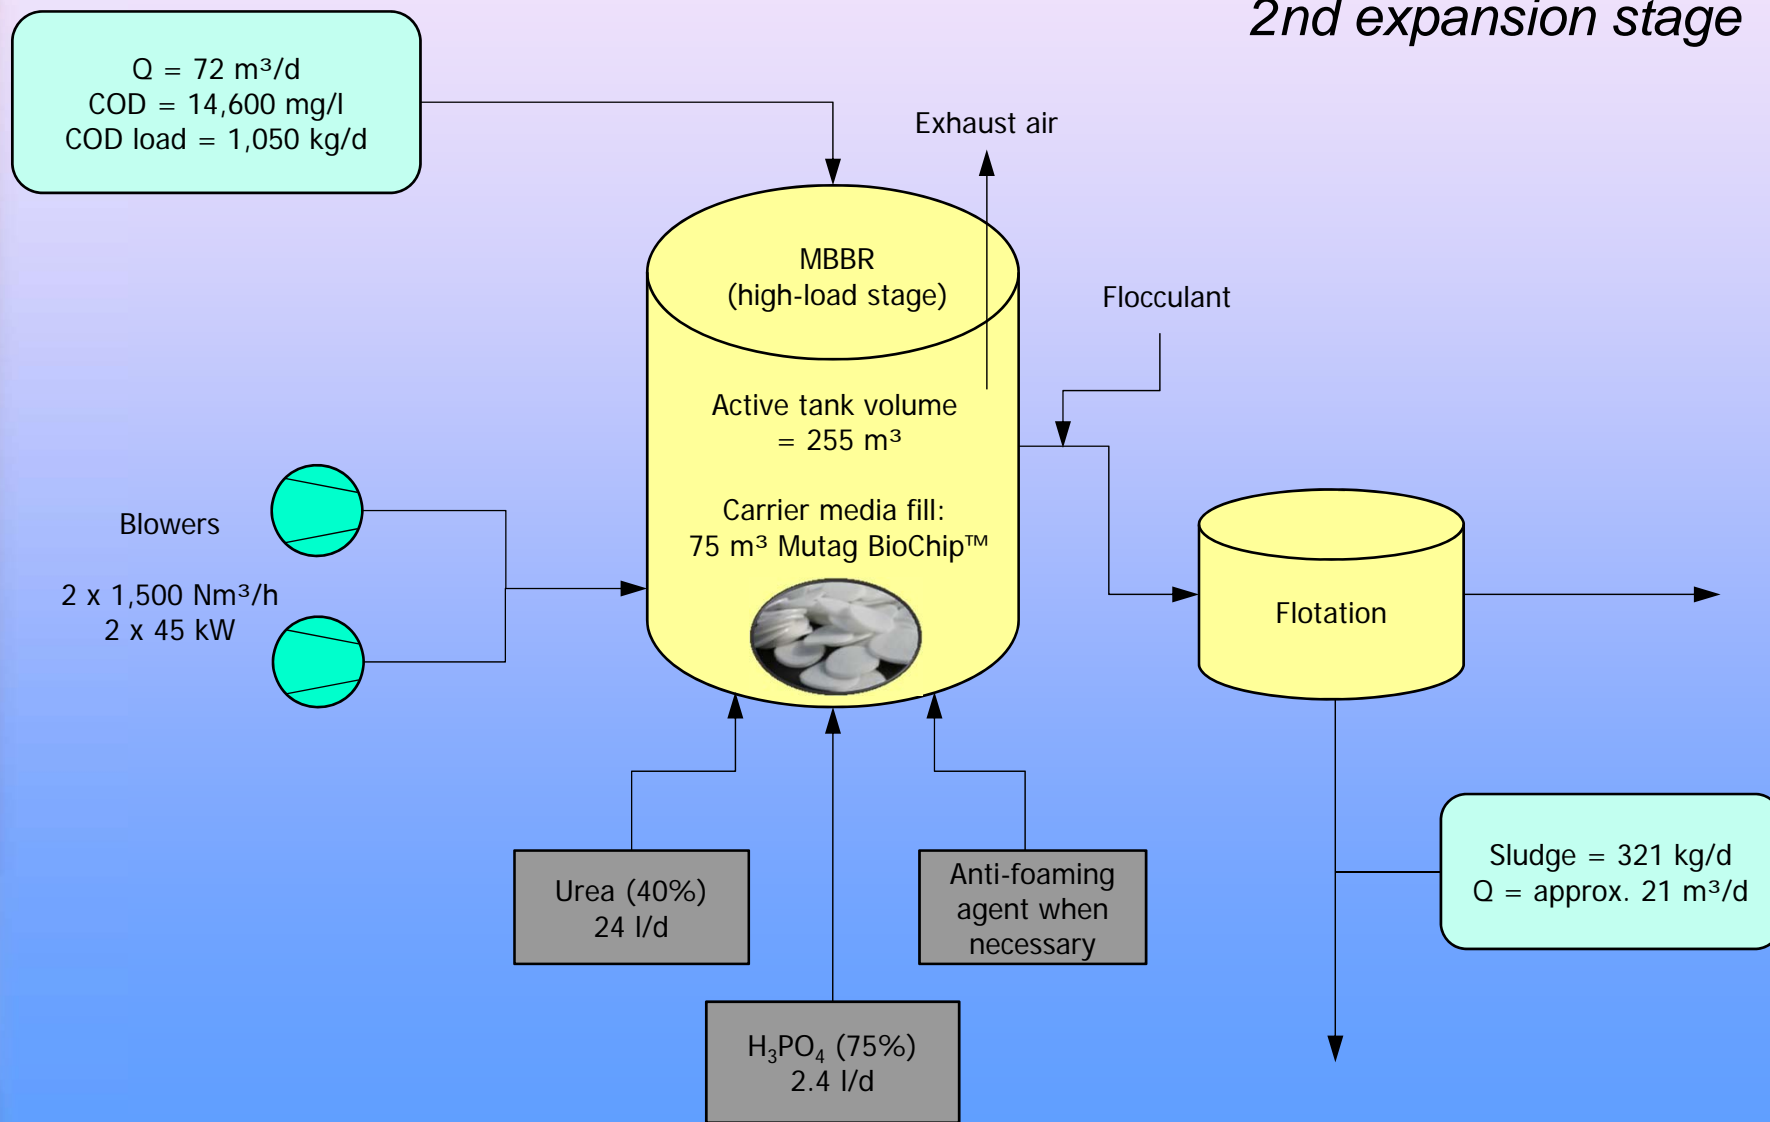 2nd expansion stage
Q = 72 m³/d
COD = 14,600 mg/l
COD load = 1,050 kg/d
Exhaust air
MBBR
(high-load stage)
Flocculant
Active tank volume
= 255 m³
Carrier media fill:
75 m³ Mutag BioChip™
Blowers
2 x 1,500 Nm³/h
2 x 45 kW
Flotation
Urea (40%)
24 l/d
Anti-foaming
agent when
necessary
Sludge = 321 kg/d
Q = approx. 21 m³/d
H₃PO₄ (75%)
2.4 l/d